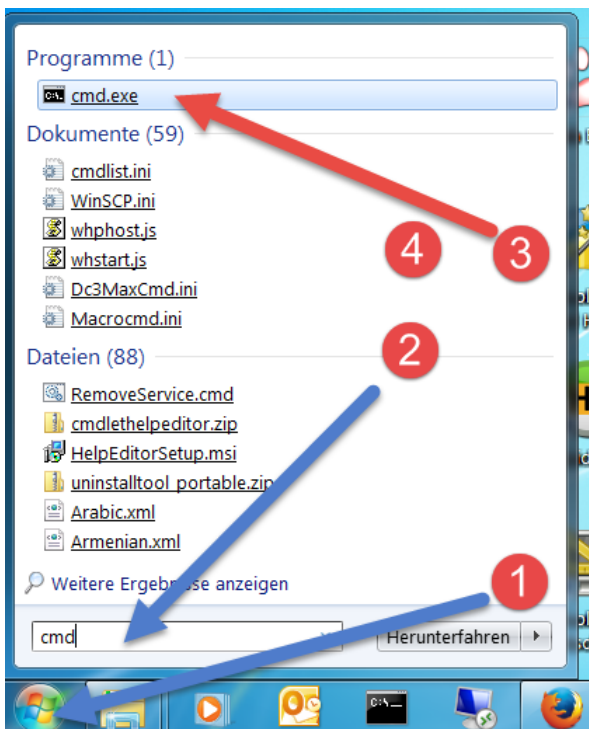 Programme (1)
cmd.exe
Dokumente (59)
cmdlist.ini
WinSCP.ini
whphost.js
whstart.js
4
3
Dc3MaxCmd.ini
Macrocmd.ini
2
Dateien (88)
RemoveService.cmd
cmdlethelpeditor.zip
HelpEditorSetup.msi
uninstalltool_portable.zip
Arabic.xml
Armenian.xml
Weitere anzeigen
1
cmd
Herunterfahren